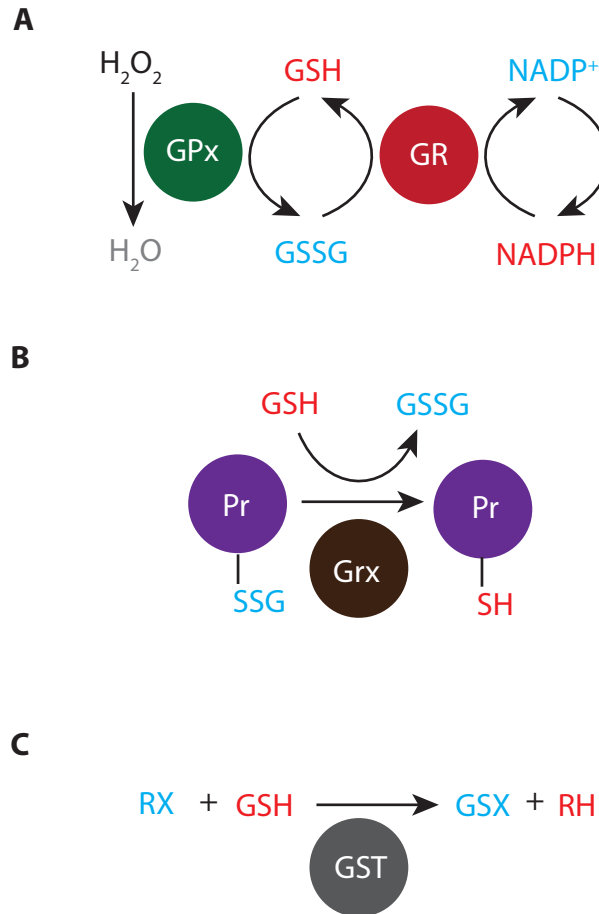 A
H₂O₂ GSH NADP⁺
GPx GR
H₂O GSSG NADPH
B
GSH GSSG
Pr Pr
Grx
SSG SH
C
RX + GSH GSX + RH
GST